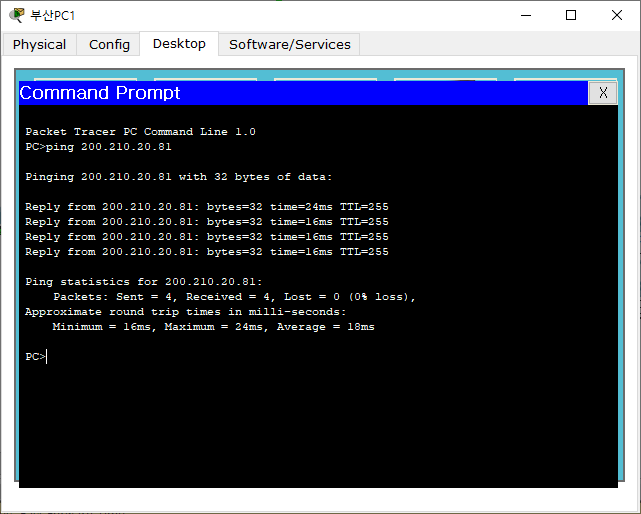 부산PC1
Physical Config Desktop Software/Services
Command Prompt X
Packet Tracer PC Command Line 1.0
PC>ping 200.210.20.81
Pinging 200.210.20.81 with 32 bytes of data:
Reply from 200.210.20.81: bytes=32 time=24ms TTL=255
Reply from 200.210.20.81: bytes=32 time=16ms TTL=255
Reply from 200.210.20.81: bytes=32 time=16ms TTL=255
Reply from 200.210.20.81: bytes=32 time=16ms TTL=255
Ping statistics for 200.210.20.81:
Packets: Sent = 4, Received = 4, Lost = 0 (0% loss),
Approximate round trip times in milli-seconds:
Minimum = 16ms, Maximum = 24ms, Average = 18ms
PC>